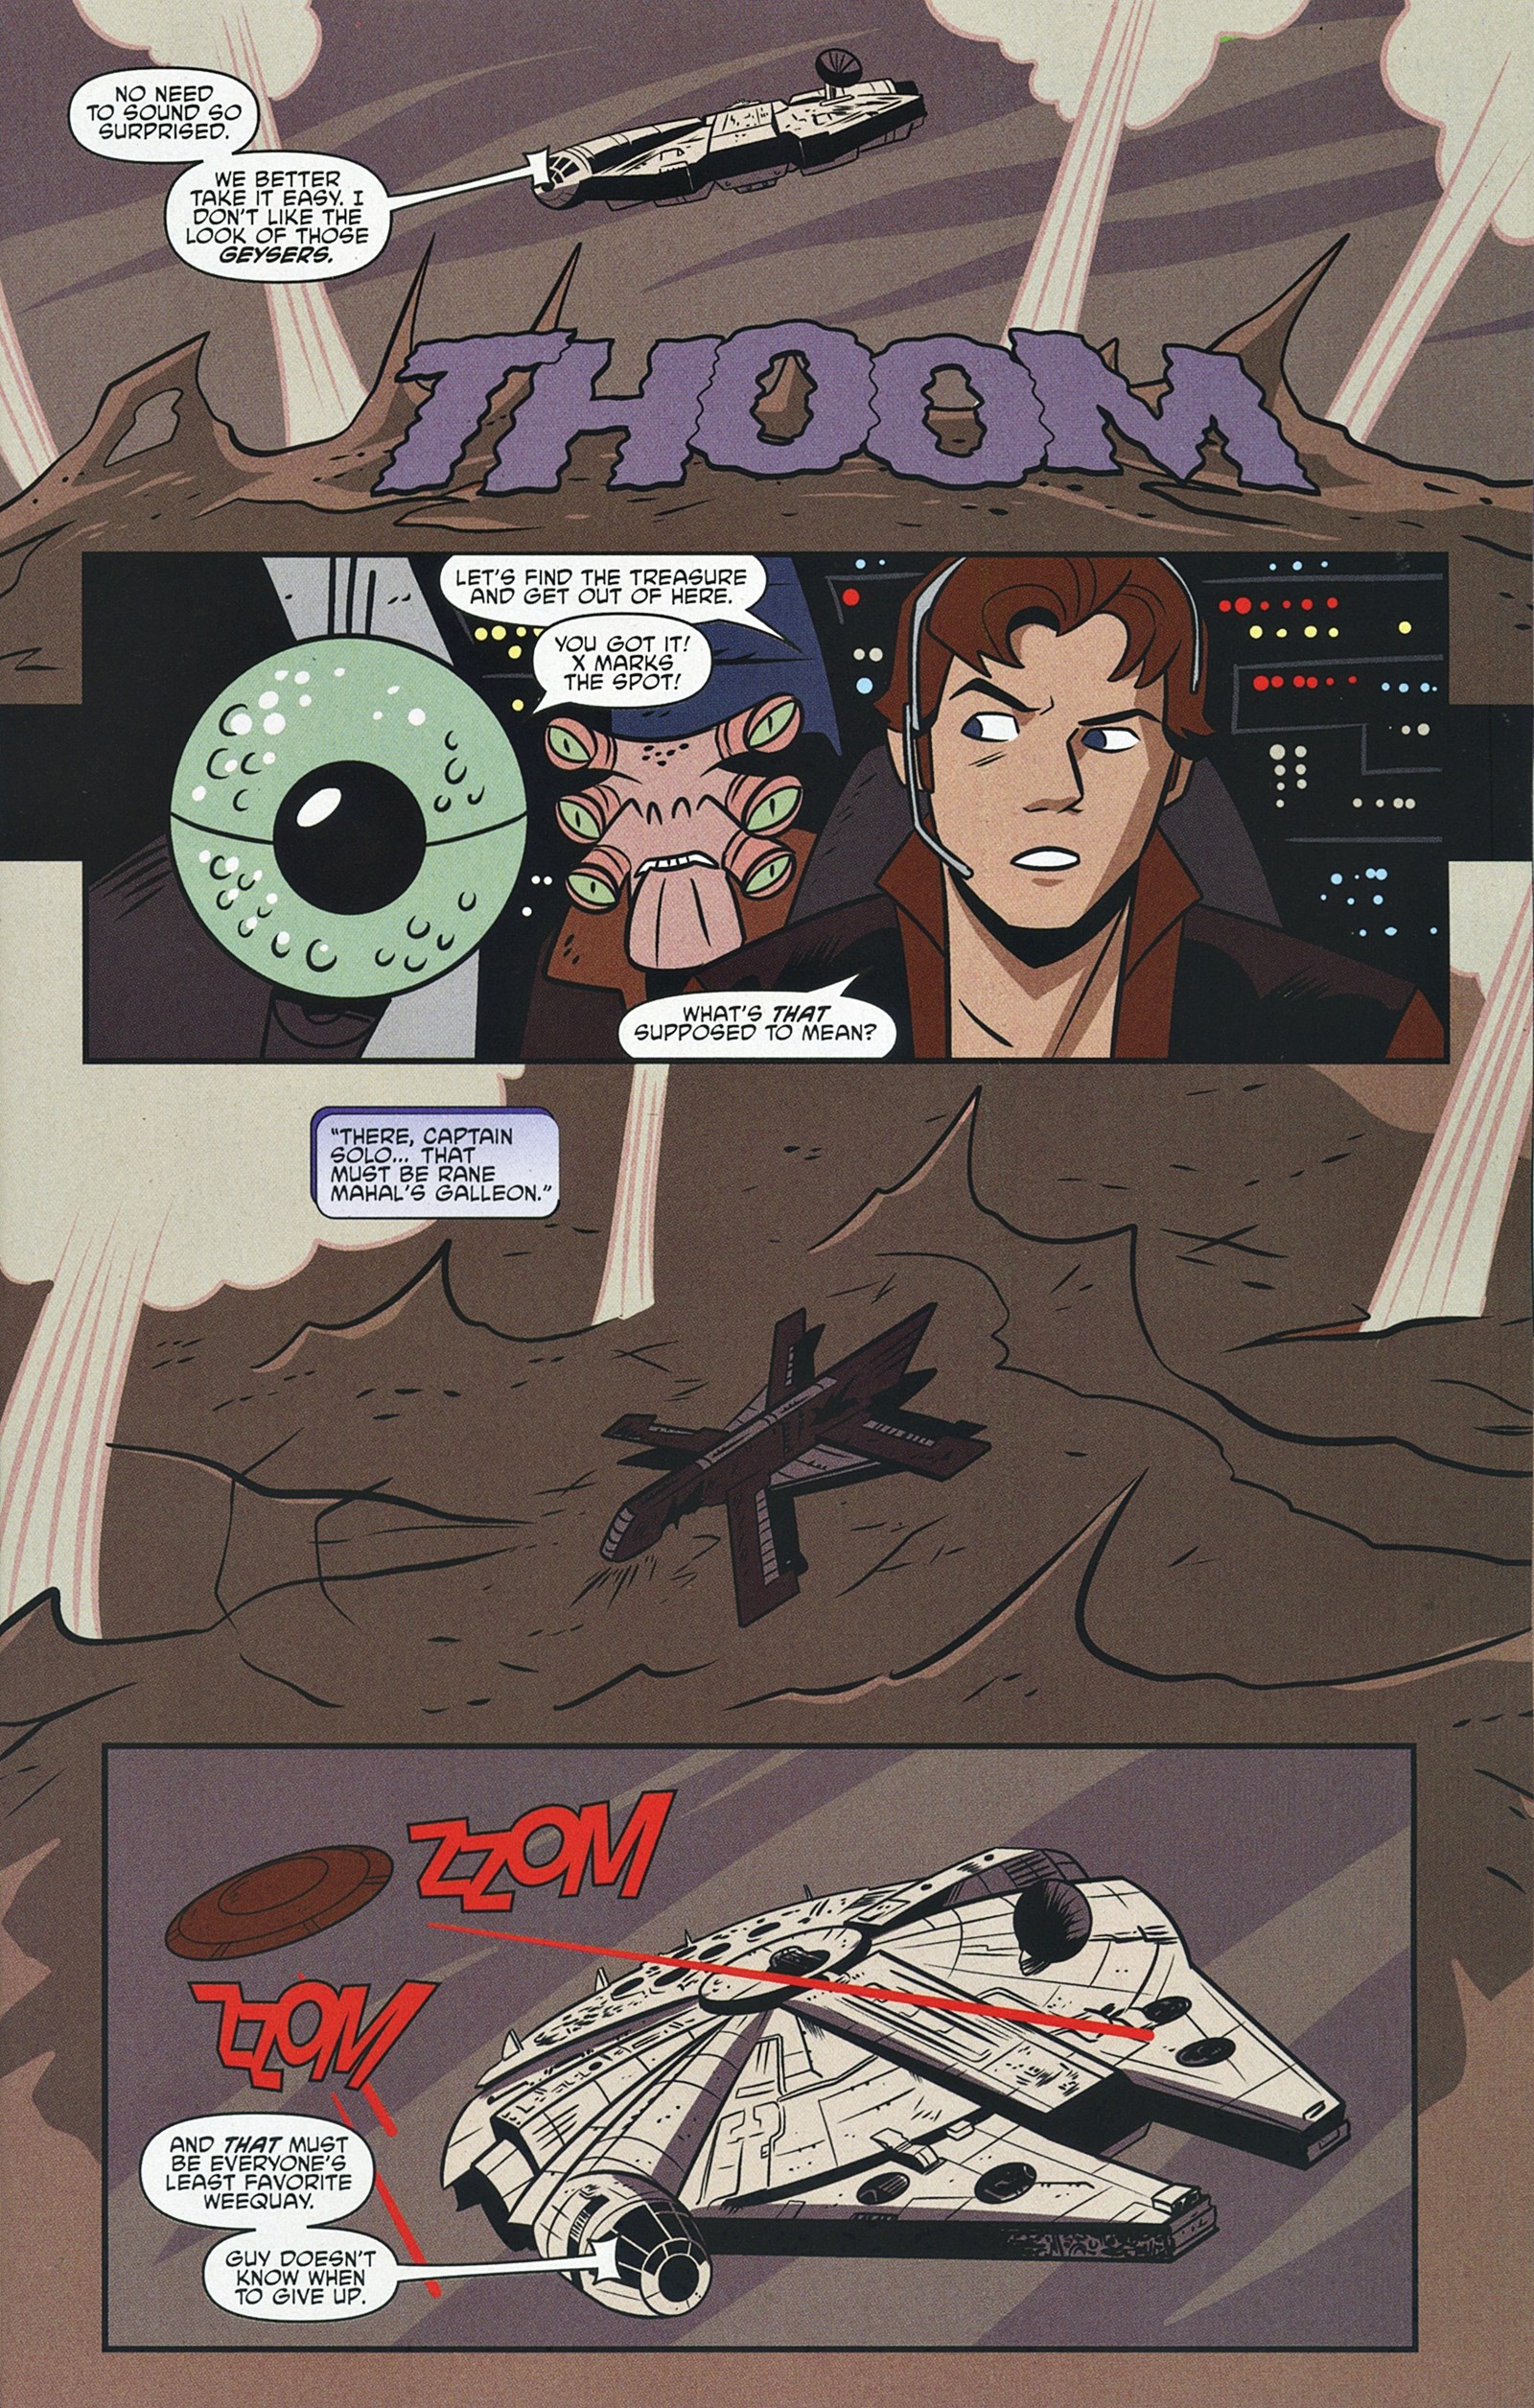 NO NEED
TO SOUND SO
SURPRISED.
WE BETTER
TAKE IT EASY. I
DON'T LIKE THE
LOOK OF THOSE
GEYSERS.
THOOM
LET'S FIND THE TREASURE
AND GET OUT OF HERE.
YOU GOT IT!
X MARKS
THE SPOT!
WHAT'S THAT
SUPPOSED TO MEAN?
"THERE, CAPTAIN
SOLO... THAT
MUST BE RANE
MAHAL'S GALLEON."
ZZOM
ZZOM
AND THAT MUST
BE EVERYONE'S
LEAST FAVORITE
WEEQUAY.
GUY DOESN'T
KNOW WHEN
TO GIVE UP.